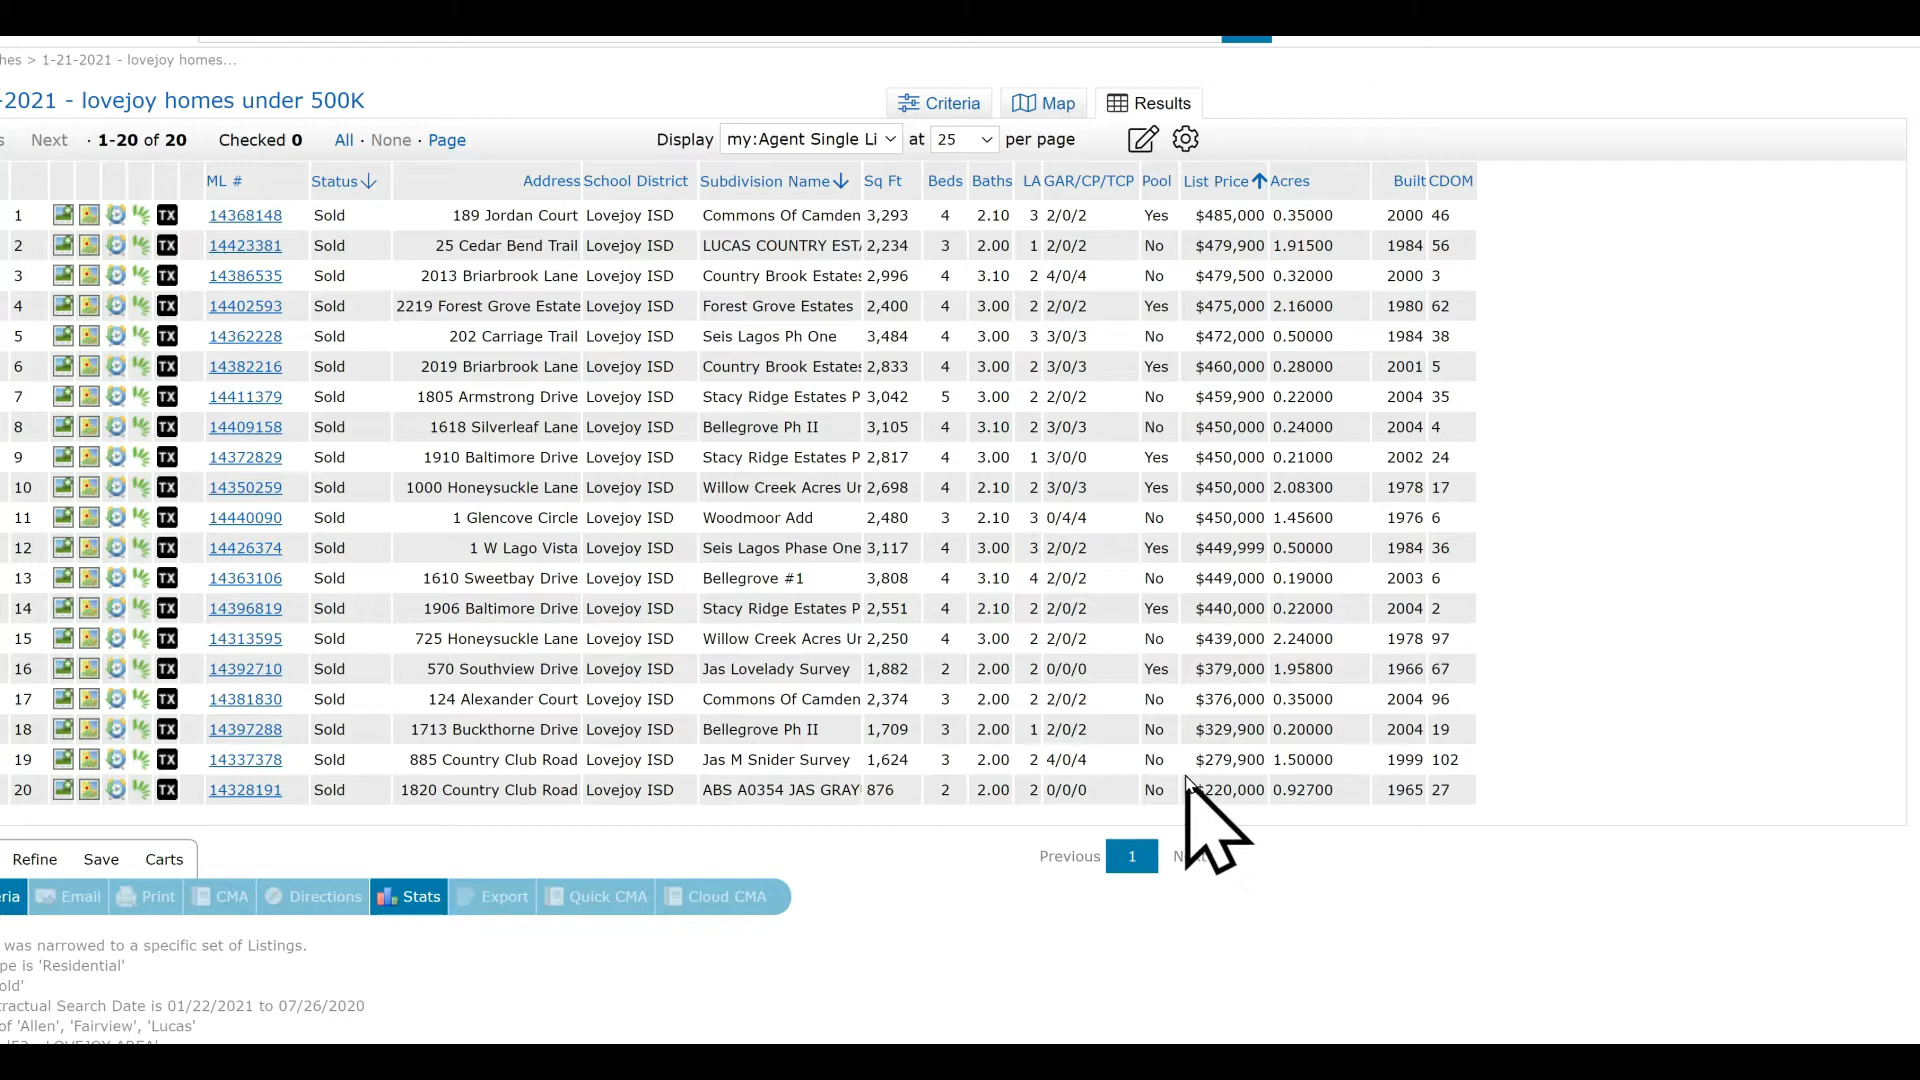 hes > 1-21-2021 - lovejoy homes...
-2021 - lovejoy homes under 500K
Criteria Map Results
s Next · 1-20 of 20 Checked 0 All · None · Page Display my:Agent Single Li at 25 per page
ML # Status Address School District Subdivision Name Sq Ft Beds Baths LA GAR/CP/TCP Pool List Price Acres Built CDOM
1 TX 14368148 Sold 189 Jordan Court Lovejoy ISD Commons Of Camden 3,293 4 2.10 3 2/0/2 Yes $485,000 0.35000 2000 46
2 TX 14423381 Sold 25 Cedar Bend Trail Lovejoy ISD LUCAS COUNTRY EST 2,234 3 2.00 1 2/0/2 No $479,900 1.91500 1984 56
3 TX 14386535 Sold 2013 Briarbrook Lane Lovejoy ISD Country Brook Estates 2,996 4 3.10 2 4/0/4 No $479,500 0.32000 2000 3
4 TX 14402593 Sold 2219 Forest Grove Estate Lovejoy ISD Forest Grove Estates 2,400 4 3.00 2 2/0/2 Yes $475,000 2.16000 1980 62
5 TX 14362228 Sold 202 Carriage Trail Lovejoy ISD Seis Lagos Ph One 3,484 4 3.00 3 3/0/3 No $472,000 0.50000 1984 38
6 TX 14382216 Sold 2019 Briarbrook Lane Lovejoy ISD Country Brook Estates 2,833 4 3.00 2 3/0/3 Yes $460,000 0.28000 2001 5
7 TX 14411379 Sold 1805 Armstrong Drive Lovejoy ISD Stacy Ridge Estates P 3,042 5 3.00 2 2/0/2 No $459,900 0.22000 2004 35
8 TX 14409158 Sold 1618 Silverleaf Lane Lovejoy ISD Bellegrove Ph II 3,105 4 3.10 2 3/0/3 No $450,000 0.24000 2004 4
9 TX 14372829 Sold 1910 Baltimore Drive Lovejoy ISD Stacy Ridge Estates P 2,817 4 3.00 1 3/0/0 Yes $450,000 0.21000 2002 24
10 TX 14350259 Sold 1000 Honeysuckle Lane Lovejoy ISD Willow Creek Acres Ur 2,698 4 2.10 2 3/0/3 Yes $450,000 2.08300 1978 17
11 TX 14440090 Sold 1 Glencove Circle Lovejoy ISD Woodmoor Add 2,480 3 2.10 3 0/4/4 No $450,000 1.45600 1976 6
12 TX 14426374 Sold 1 W Lago Vista Lovejoy ISD Seis Lagos Phase One 3,117 4 3.00 3 2/0/2 Yes $449,999 0.50000 1984 36
13 TX 14363106 Sold 1610 Sweetbay Drive Lovejoy ISD Bellegrove #1 3,808 4 3.10 4 2/0/2 No $449,000 0.19000 2003 6
14 TX 14396819 Sold 1906 Baltimore Drive Lovejoy ISD Stacy Ridge Estates P 2,551 4 2.10 2 2/0/2 Yes $440,000 0.22000 2004 2
15 TX 14313595 Sold 725 Honeysuckle Lane Lovejoy ISD Willow Creek Acres Ur 2,250 4 3.00 2 2/0/2 No $439,000 2.24000 1978 97
16 TX 14392710 Sold 570 Southview Drive Lovejoy ISD Jas Lovelady Survey 1,882 2 2.00 2 0/0/0 Yes $379,000 1.95800 1966 67
17 TX 14381830 Sold 124 Alexander Court Lovejoy ISD Commons Of Camden 2,374 3 2.00 2 2/0/2 No $376,000 0.35000 2004 96
18 TX 14397288 Sold 1713 Buckthorne Drive Lovejoy ISD Bellegrove Ph II 1,709 3 2.00 1 2/0/2 No $329,900 0.20000 2004 19
19 TX 14337378 Sold 885 Country Club Road Lovejoy ISD Jas M Snider Survey 1,624 3 2.00 2 4/0/4 No $279,900 1.50000 1999 102
20 TX 14328191 Sold 1820 Country Club Road Lovejoy ISD ABS A0354 JAS GRAY 876 2 2.00 2 0/0/0 No $220,000 0.92700 1965 27
Previous 1
Refine Save Carts
ria Email Print CMA Directions Stats Export Quick CMA Cloud CMA
was narrowed to a specific set of Listings.
pe is 'Residential'
old'
tractual Search Date is 01/22/2021 to 07/26/2020
of 'Allen', 'Fairview', 'Lucas'